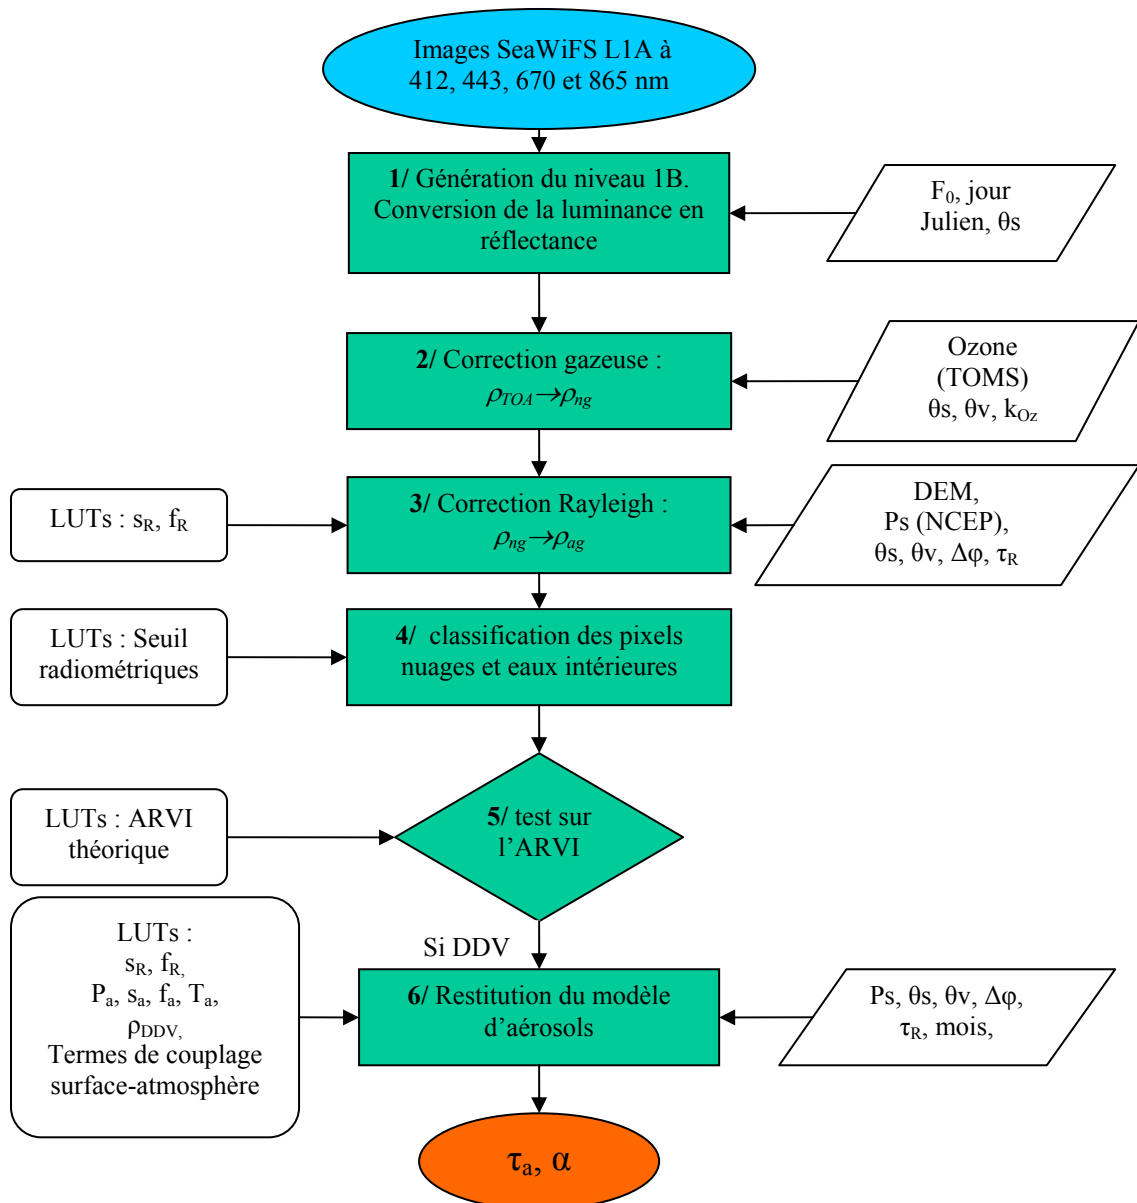 Images SeaWiFS L1A à
412, 443, 670 et 865 nm
1/ Génération du niveau 1B.
Conversion de la luminance en
réflectance
F₀, jour
Julien, θs
2/ Correction gazeuse :
ρTOA→ρng
Ozone
(TOMS)
θs, θv, kOz
LUTs : sR, fR
3/ Correction Rayleigh :
ρng→ρag
DEM,
Ps (NCEP),
θs, θv, Δφ, τR
LUTs : Seuil
radiométriques
4/ classification des pixels
nuages et eaux intérieures
LUTs : ARVI
théorique
5/ test sur
l’ARVI
Si DDV
LUTs :
sR, fR,
Pa, sa, fa, Ta,
ρDDV,
Termes de couplage
surface-atmosphère
6/ Restitution du modèle
d’aérosols
Ps, θs, θv, Δφ,
τR, mois,
τa, α